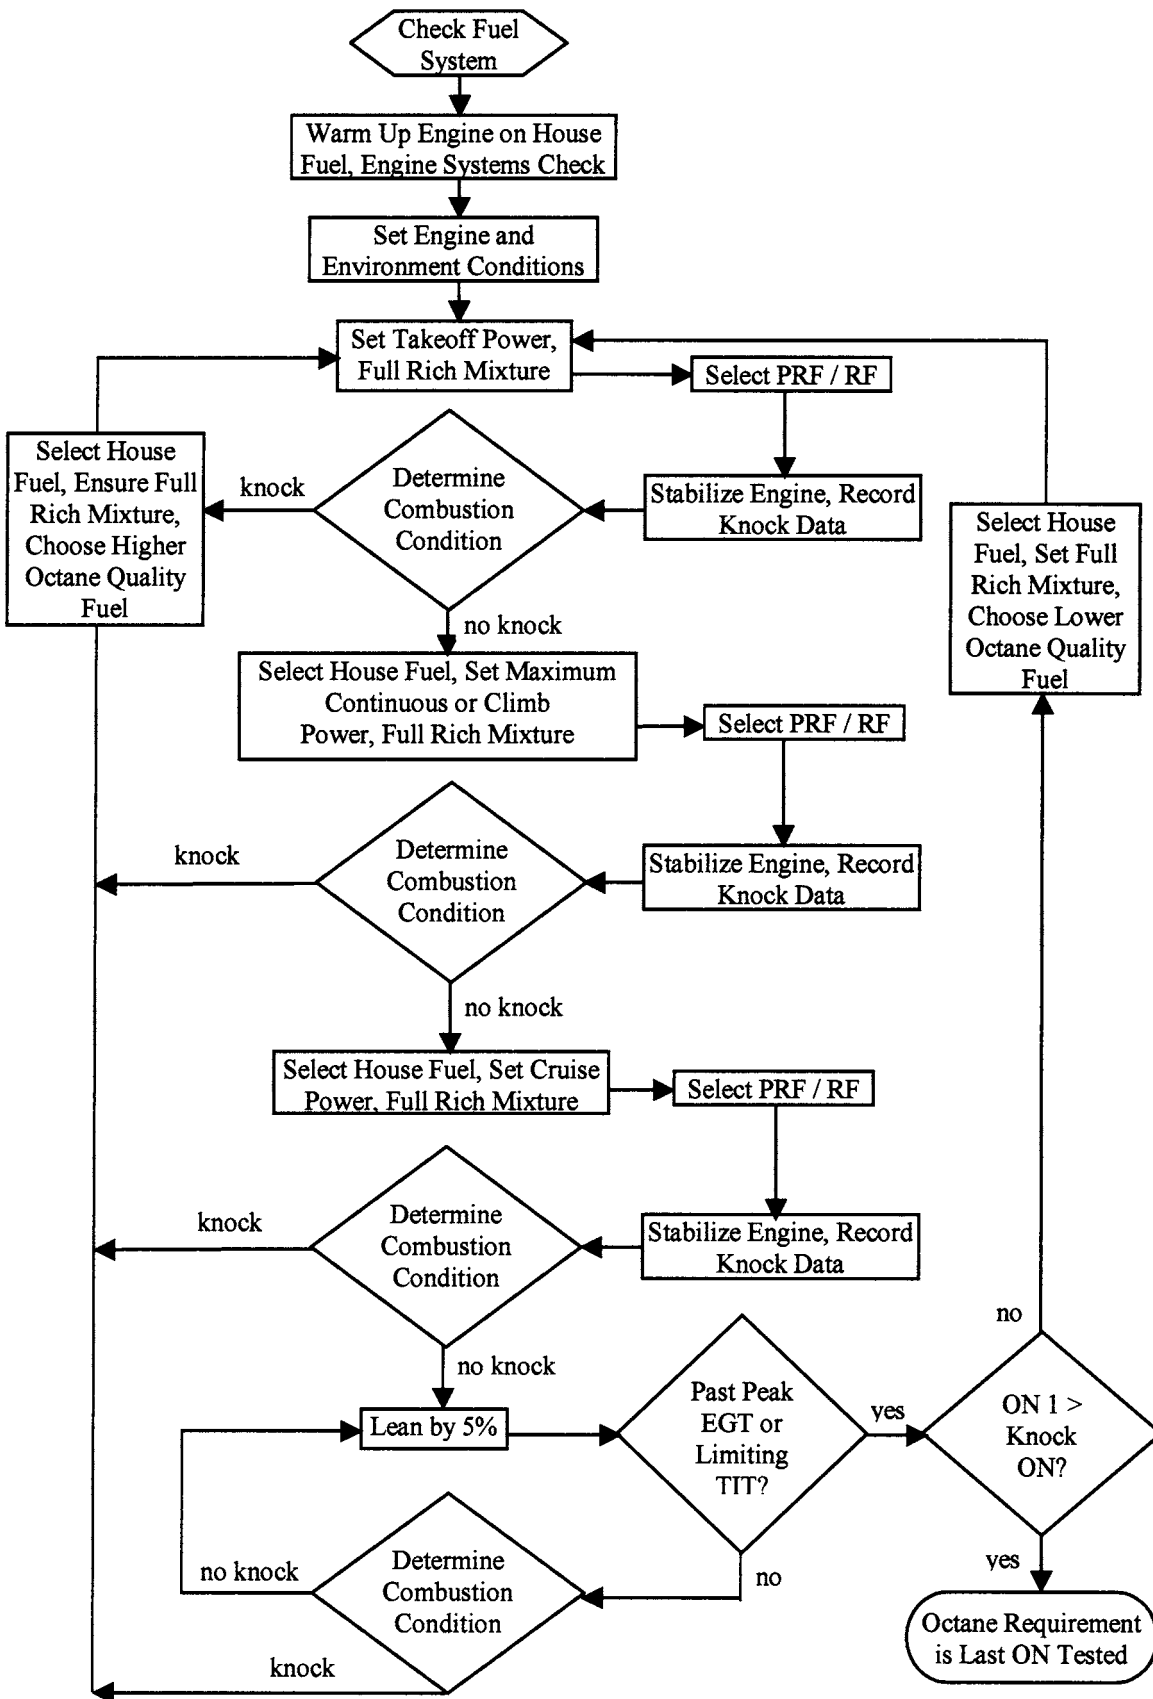 Check Fuel
System
Warm Up Engine on House
Fuel, Engine Systems Check
Set Engine and
Environment Conditions
Set Takeoff Power,
Full Rich Mixture
Select PRF / RF
Select House
Fuel, Ensure Full
Rich Mixture,
Choose Higher
Octane Quality
Fuel
knock
Determine
Combustion
Condition
Stabilize Engine, Record
Knock Data
Select House
Fuel, Set Full
Rich Mixture,
Choose Lower
Octane Quality
Fuel
no knock
Select House Fuel, Set Maximum
Continuous or Climb
Power, Full Rich Mixture
Select PRF / RF
knock
Determine
Combustion
Condition
Stabilize Engine, Record
Knock Data
no knock
Select House Fuel, Set Cruise
Power, Full Rich Mixture
Select PRF / RF
knock
Determine
Combustion
Condition
Stabilize Engine, Record
Knock Data
no
no knock
Lean by 5%
Past Peak
EGT or
Limiting
TIT?
yes
ON 1 >
Knock
ON?
no knock
Determine
Combustion
Condition
no
yes
knock
Octane Requirement
is Last ON Tested